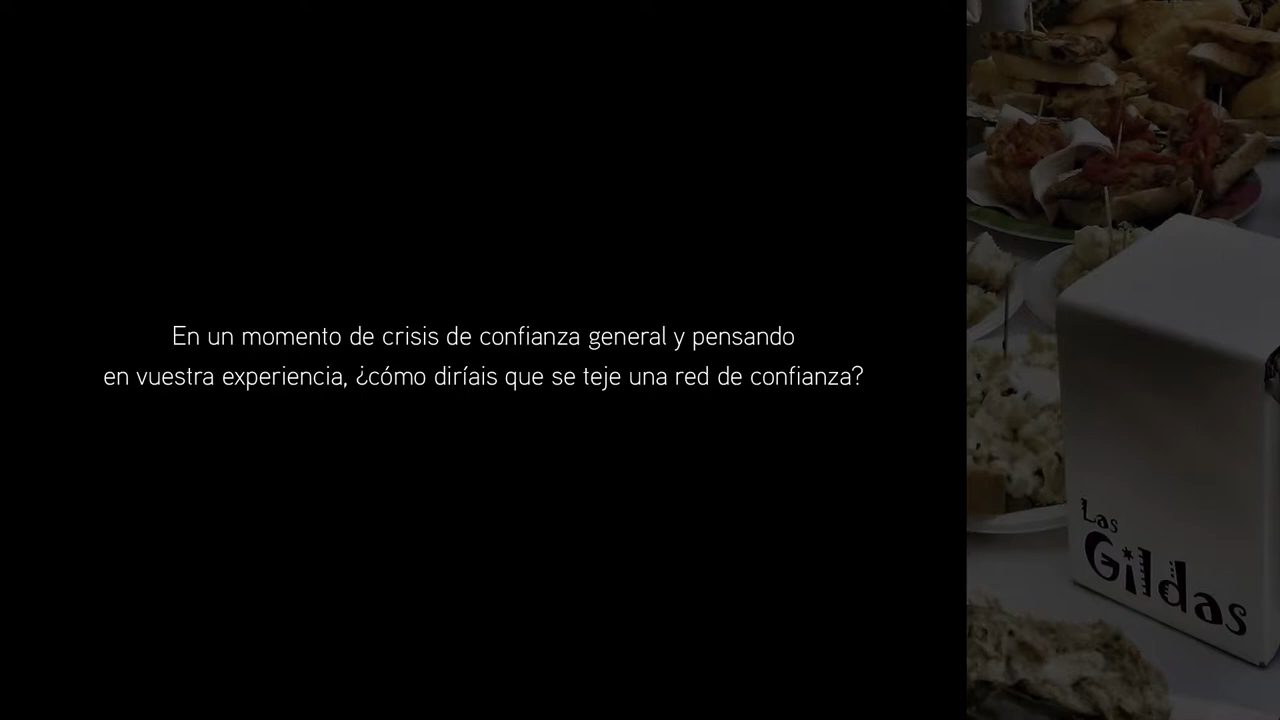 En un momento de crisis de confianza general y pensando
en vuestra experiencia, ¿cómo diríais que se teje una red de confianza?
Las
Gildas